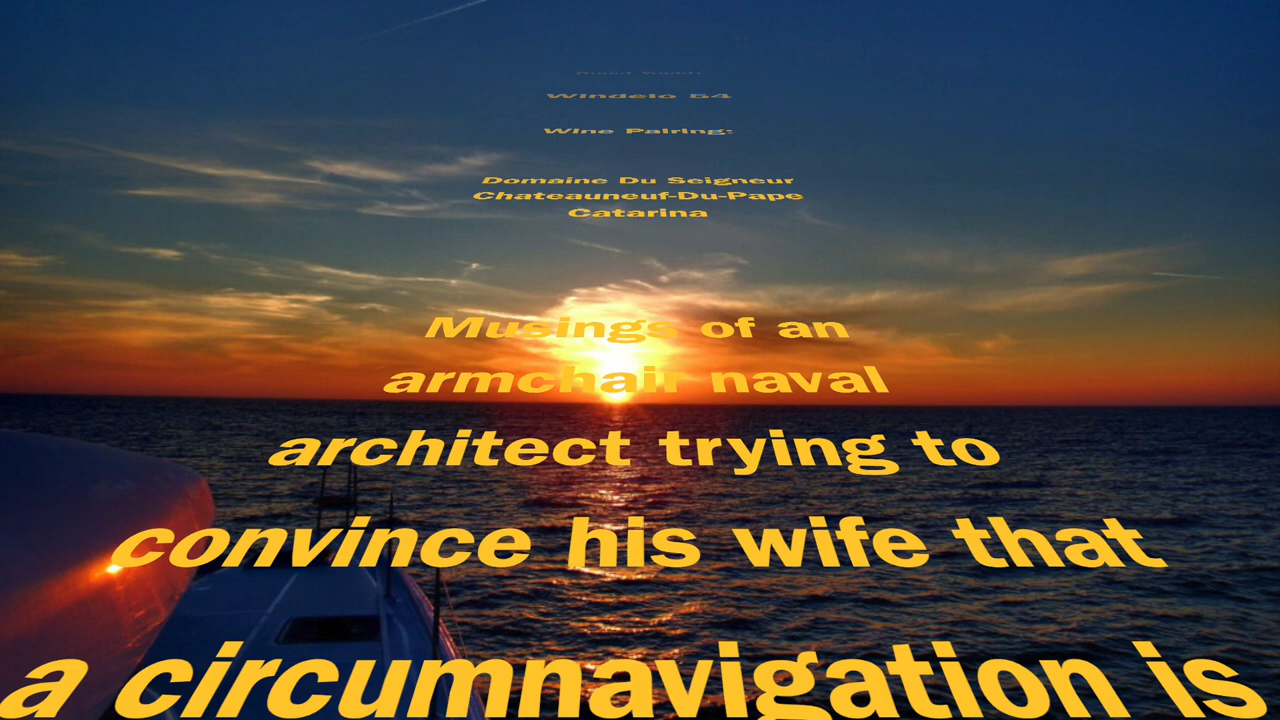 Windelo 54
Wine Pairing:
Domaine Du Seigneur
Chateauneuf-Du-Pape
Catarina
Musings of an
armchair naval
architect trying to
convince his wife that
a circumnavigation is